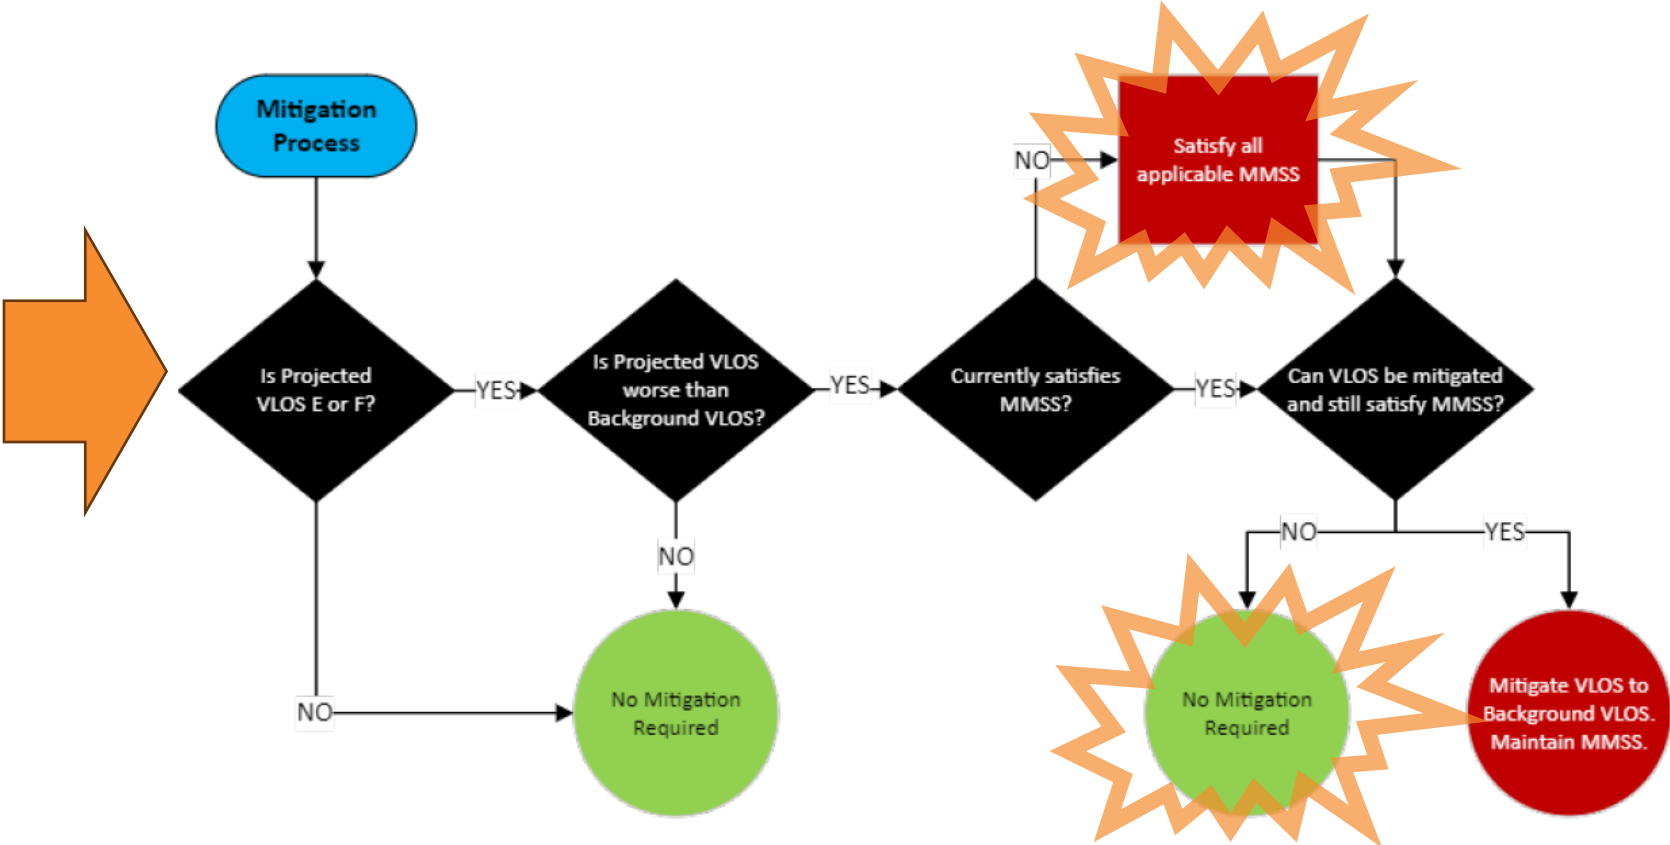 Mitigation
Process
Is Projected
VLOS E or F?
YES
Is Projected VLOS
worse than
Background VLOS?
YES
Currently satisfies
MMSS?
NO
Satisfy all
applicable MMSS
YES
Can VLOS be mitigated
and still satisfy MMSS?
NO
NO
No Mitigation
Required
NO
YES
No Mitigation
Required
Mitigate VLOS to
Background VLOS.
Maintain MMSS.